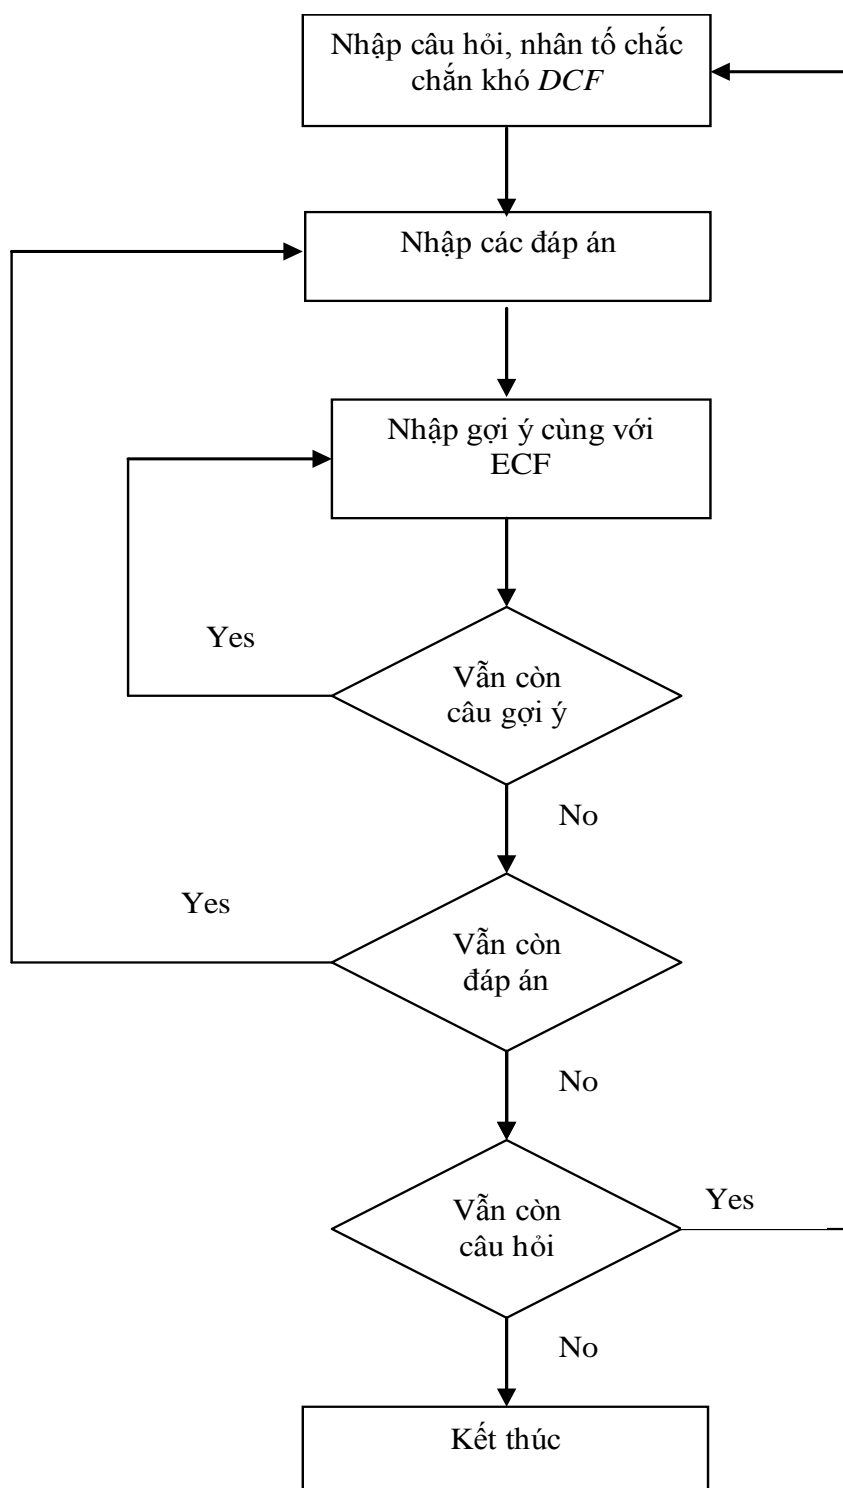 Nhập câu hỏi, nhân tố chắc
chắn khó DCF
Nhập các đáp án
Nhập gợi ý cùng với
ECF
Yes
Vẫn còn
câu gợi ý
No
Yes
Vẫn còn
đáp án
No
Vẫn còn
câu hỏi
Yes
No
Kết thúc